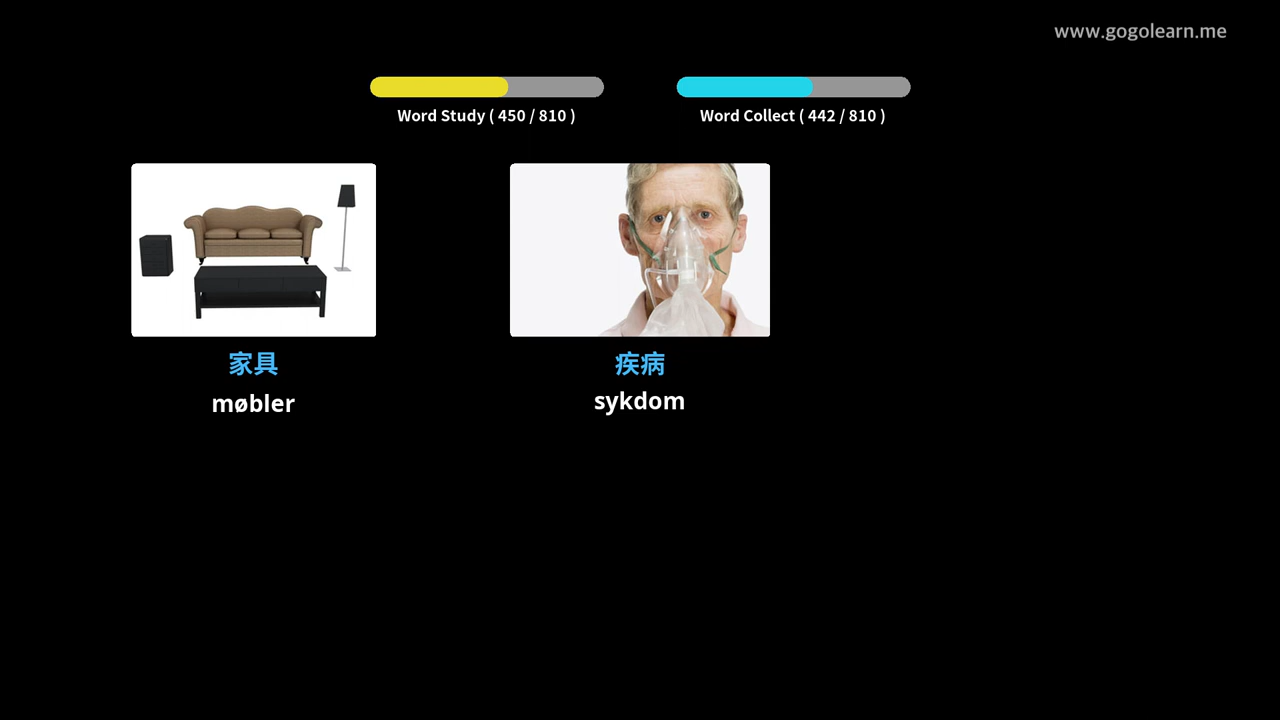 www.gogolearn.me
Word Study ( 450 / 810 )
Word Collect ( 442 / 810 )
家具
møbler
疾病
sykdom